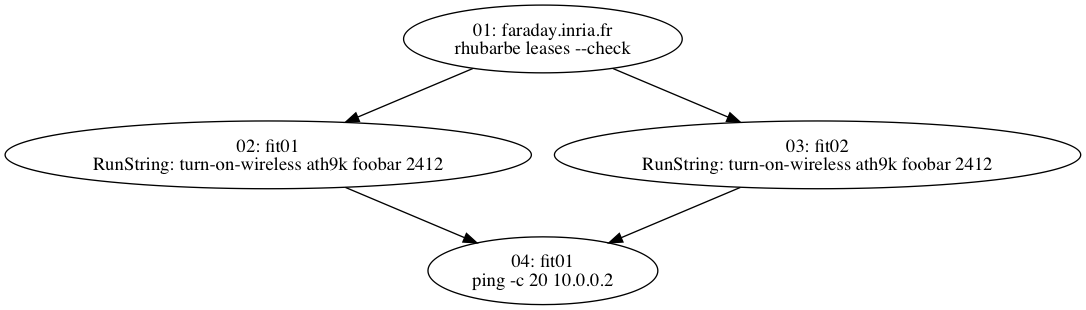 01: faraday.inria.fr
rhubarbe leases --check
02: fit01
RunString: turn-on-wireless ath9k foobar 2412
03: fit02
RunString: turn-on-wireless ath9k foobar 2412
04: fit01
ping -c 20 10.0.0.2